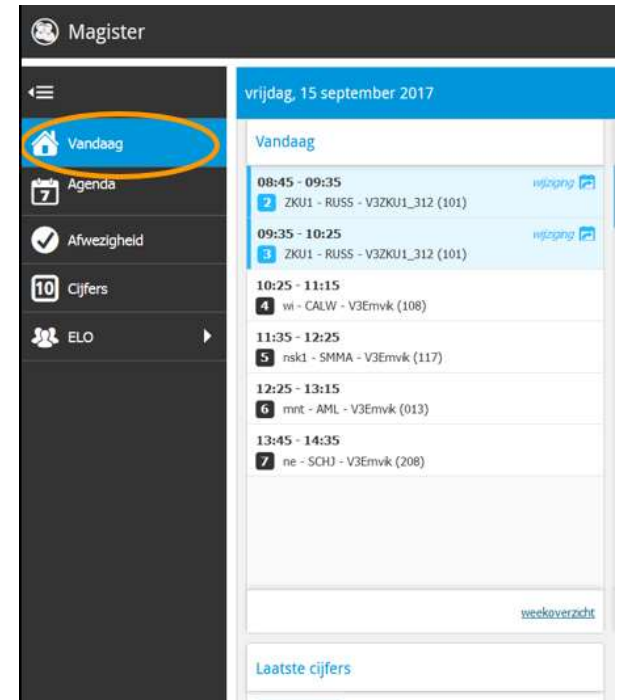 Magister
vrijdag, 15 september 2017
Vandaag
7 Agenda
Afwezigheid
10 Cijfers
ELO
Vandaag
08:45 - 09:35 wijziging
2 ZKU1 - RUSS - V3ZKU1_312 (101)
09:35 - 10:25 wijziging
3 ZKU1 - RUSS - V3ZKU1_312 (101)
10:25 - 11:15
4 wi - CALW - V3Emvik (108)
11:35 - 12:25
5 nsk1 - SMMA - V3Emvik (117)
12:25 - 13:15
6 mnt - AML - V3Emvik (013)
13:45 - 14:35
7 ne - SCHJ - V3Emvik (208)
weekoverzicht
Laatste cijfers